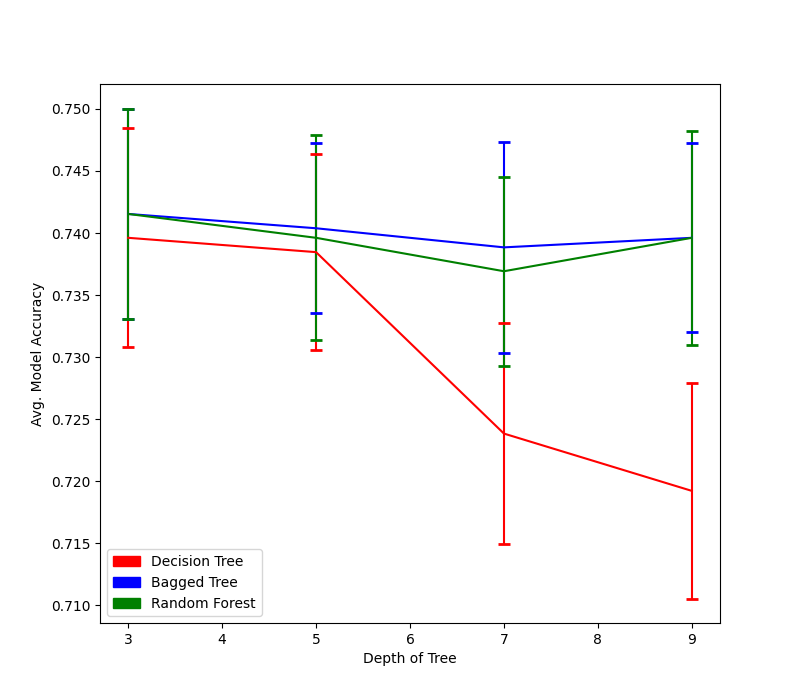 0.750
0.745
0.740
0.735
0.730
0.725
0.720
0.715
0.710
Avg. Model Accuracy
Decision Tree
Bagged Tree
Random Forest
3 4 5 6 7 8 9
Depth of Tree